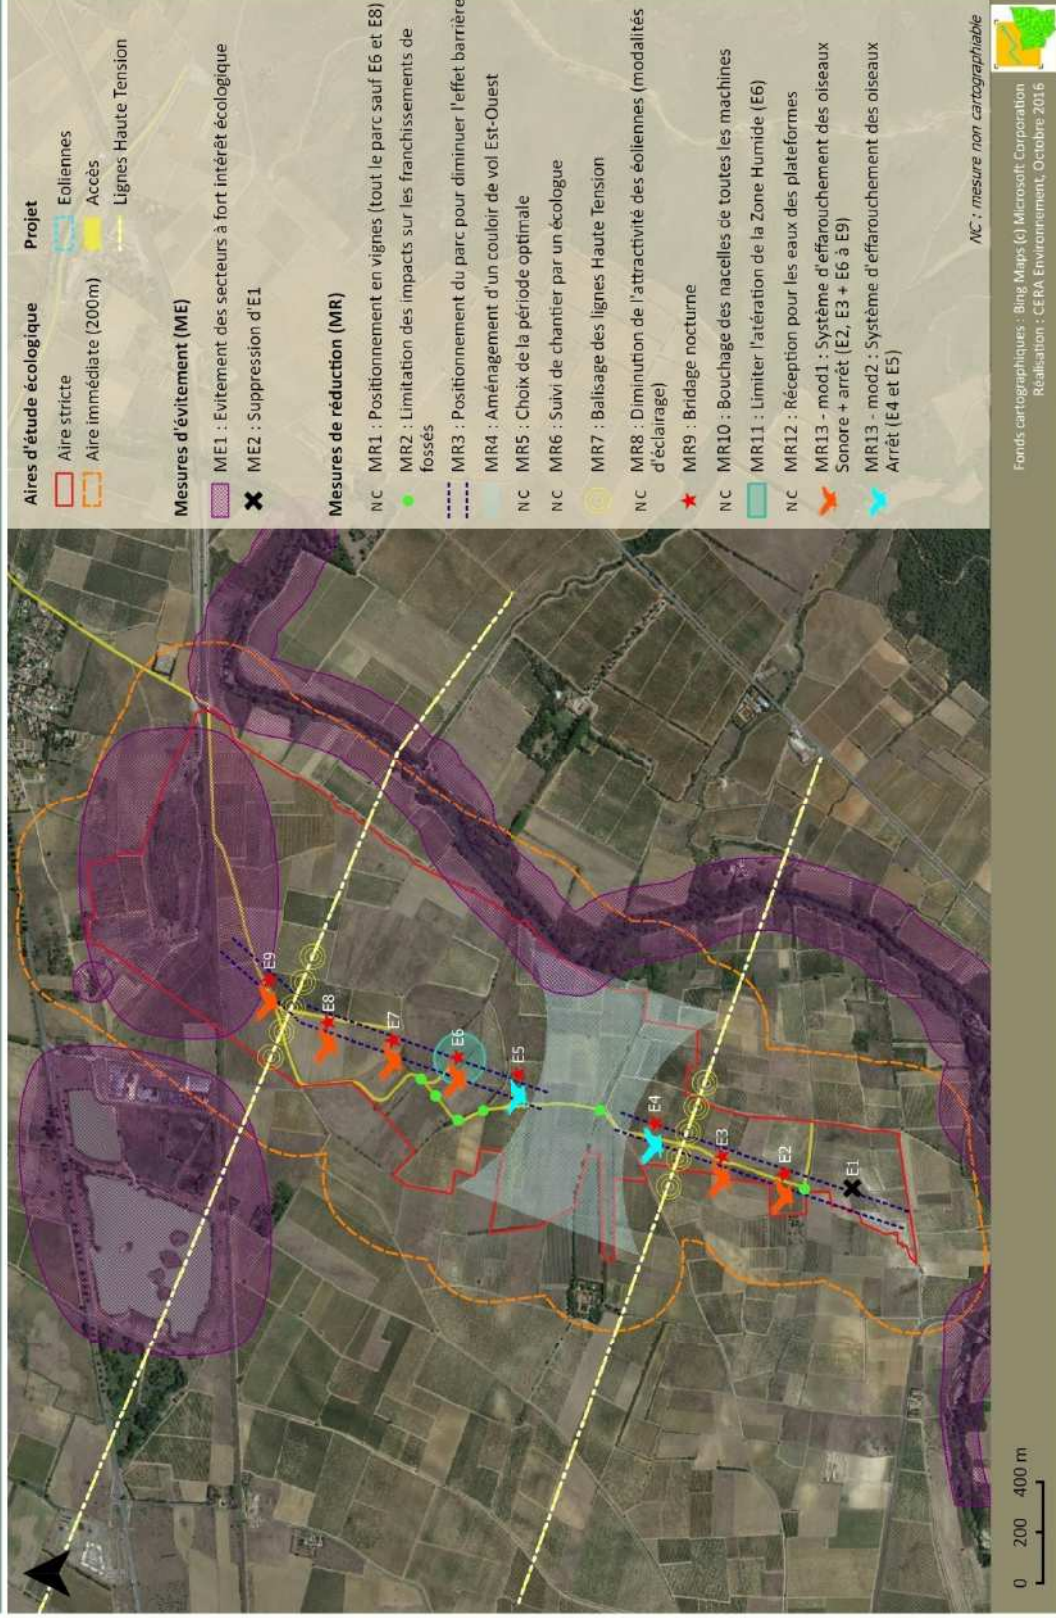 Aires d'étude écologique
Aire stricte
Aire immédiate (200m)
Projet
Eoliennes
Accès
Lignes Haute Tension
Mesures d'évitement (ME)
ME1 : Evitement des secteurs à fort intérêt écologique
ME2 : Suppression d'E1
Mesures de réduction (MR)
NC MR1 : Positionnement en vignes (tout le parc sauf E6 et E8)
MR2 : Limitation des impacts sur les franchissements de
fossés
MR3 : Positionnement du parc pour diminuer l'effet barrière
MR4 : Aménagement d'un couloir de vol Est-Ouest
NC MR5 : Choix de la période optimale
NC MR6 : Suivi de chantier par un écologue
MR7 : Balisage des lignes Haute Tension
NC MR8 : Diminution de l'attractivité des éoliennes (modalités
d'éclairage)
MR9 : Bridage nocturne
NC MR10 : Bouchage des nacelles de toutes les machines
MR11 : Limiter l'atération de la Zone Humide (E6)
NC MR12 : Réception pour les eaux des plateformes
MR13 - mod1 : Système d'effarouchement des oiseaux
Sonore + arrêt (E2, E3 + E6 à E9)
MR13 - mod2 : Système d'effarouchement des oiseaux
Arrêt (E4 et E5)
NC : mesure non cartographiable
E9
E8
E7
E6
E5
E4
E3
E2
E1
0 200 400 m
Fonds cartographiques : Bing Maps (c) Microsoft Corporation
Réalisation : CERA Environnement, Octobre 2016